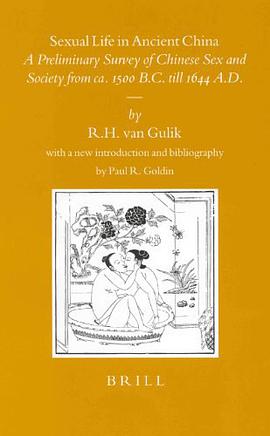 Sexual Life in Ancient China
A Preliminary Survey of Chinese Sex and
Society from ca. 1500 B.C. till 1644 A.D.
by
R.H. van Gulik
with a new introduction and bibliography
by Paul R. Goldin
BRILL